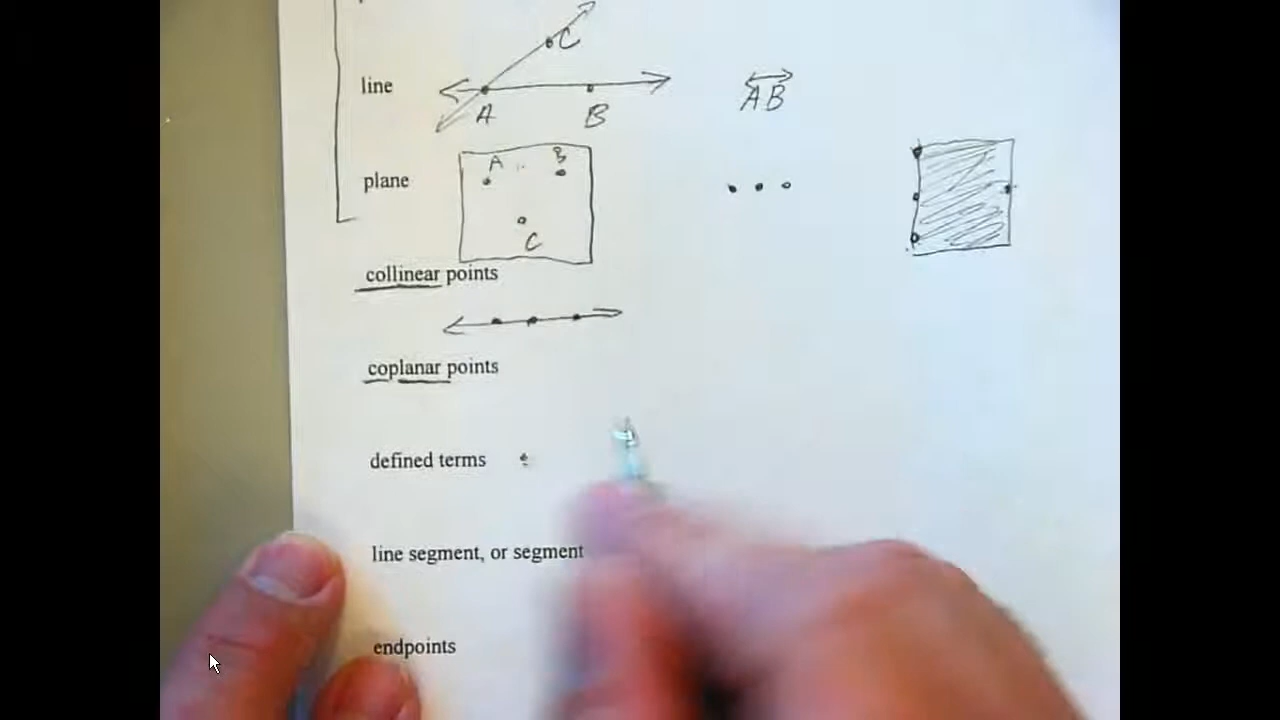 C
line
A
B
AB
A
B
plane
C
collinear points
coplanar points
defined terms
line segment, or segment
endpoints